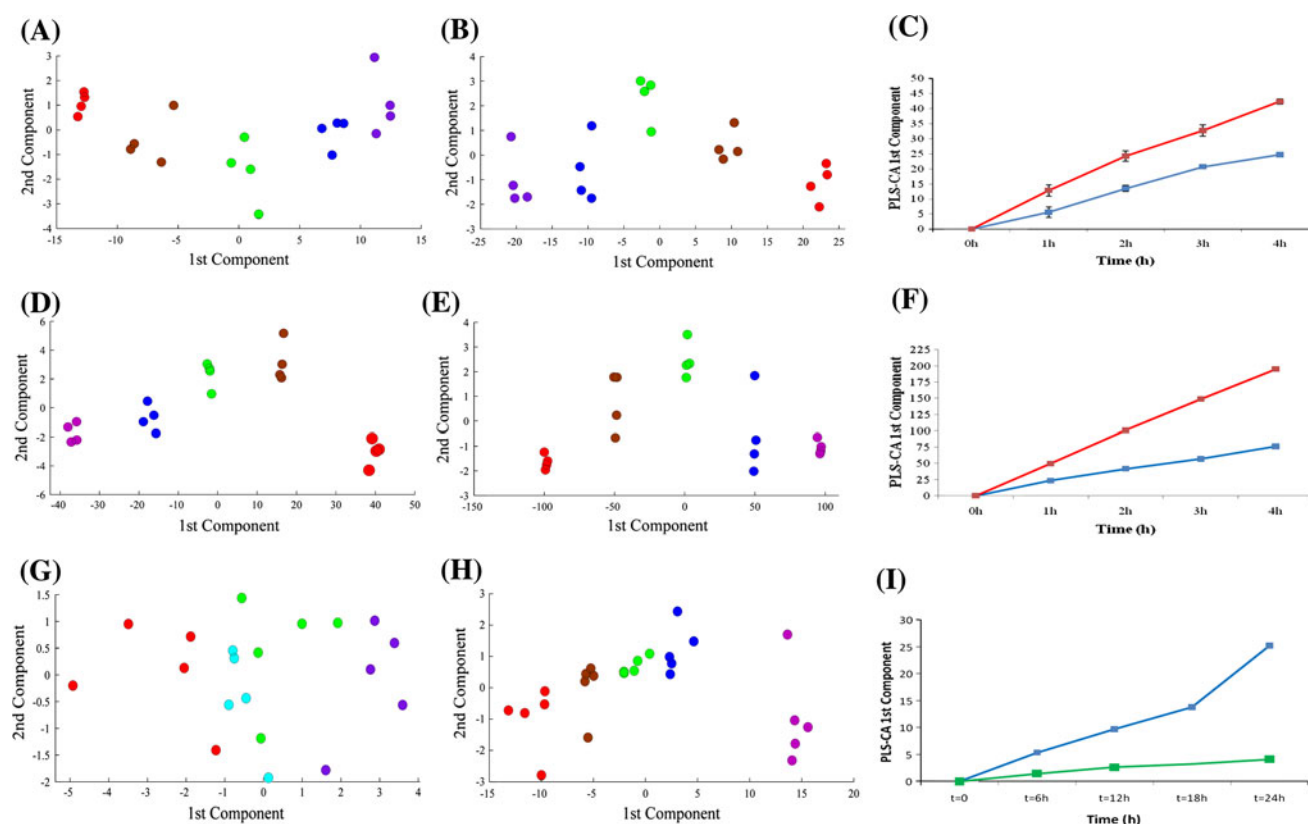 (A)
3
2
1
0
-1
-2
-3
-4
2nd Component
-15
-10
-5
0
5
10
15
1st Component
(B)
4
3
2
1
0
-1
-2
-3
2nd Component
-25
-20
-15
-10
-5
0
5
10
15
20
25
1st Component
(C)
50
45
40
35
30
25
20
15
10
5
0
PLS-CA 1st Component
0h
1h
2h
3h
4h
Time (h)
(D)
6
4
2
0
-2
-4
-6
2nd Component
-40
-30
-20
-10
0
10
20
30
40
50
1st Component
(E)
4
3
2
1
0
-1
-2
-3
2nd Component
-100
-50
0
50
100
1st Component
(F)
225
200
175
150
125
100
75
50
25
0
PLS-CA 1st Component
0h
1h
2h
3h
4h
Time (h)
(G)
1.5
1
0.5
0
-0.5
-1
-1.5
-2
2nd Component
-5
-4
-3
-2
-1
0
1
2
3
4
1st Component
(H)
3
2
1
0
-1
-2
-3
2nd Component
-15
-10
-5
0
5
10
15
20
1st Component
(I)
30
25
20
15
10
5
0
PLS-CA 1st Component
t=0
t=6h
t=12h
t=18h
t=24h
Time (h)